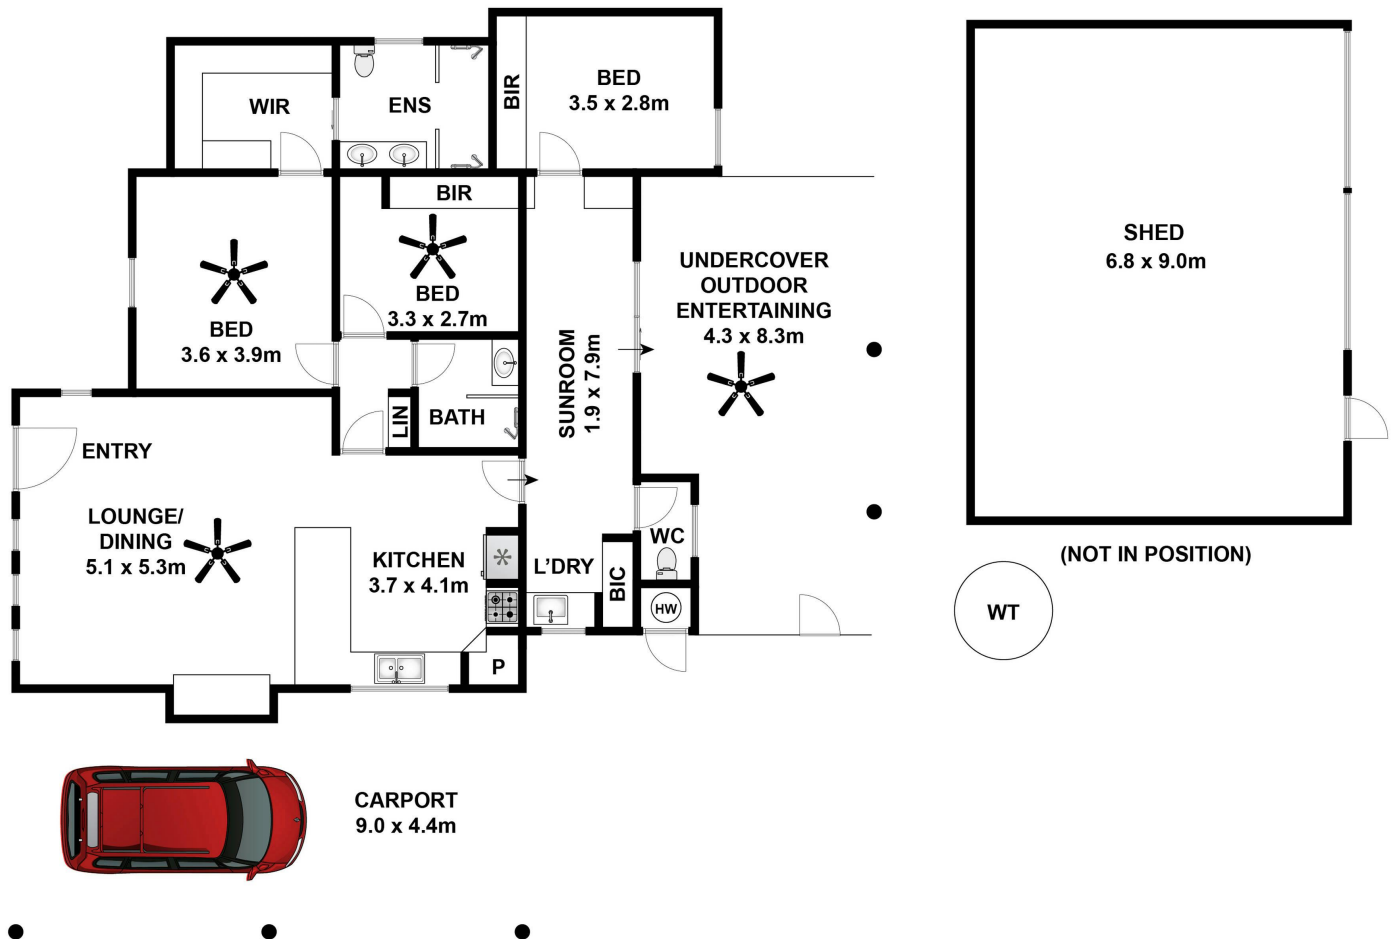 WIR
ENS
BIR
BED
3.5 x 2.8m
BIR
BED
3.3 x 2.7m
BED
3.6 x 3.9m
UNDERCOVER
OUTDOOR
ENTERTAINING
4.3 x 8.3m
SHED
6.8 x 9.0m
SUNROOM
1.9 x 7.9m
LIN
BATH
ENTRY
LOUNGE/
DINING
5.1 x 5.3m
KITCHEN
3.7 x 4.1m
L'DRY
BIC
WC
HW
P
(NOT IN POSITION)
WT
CARPORT
9.0 x 4.4m